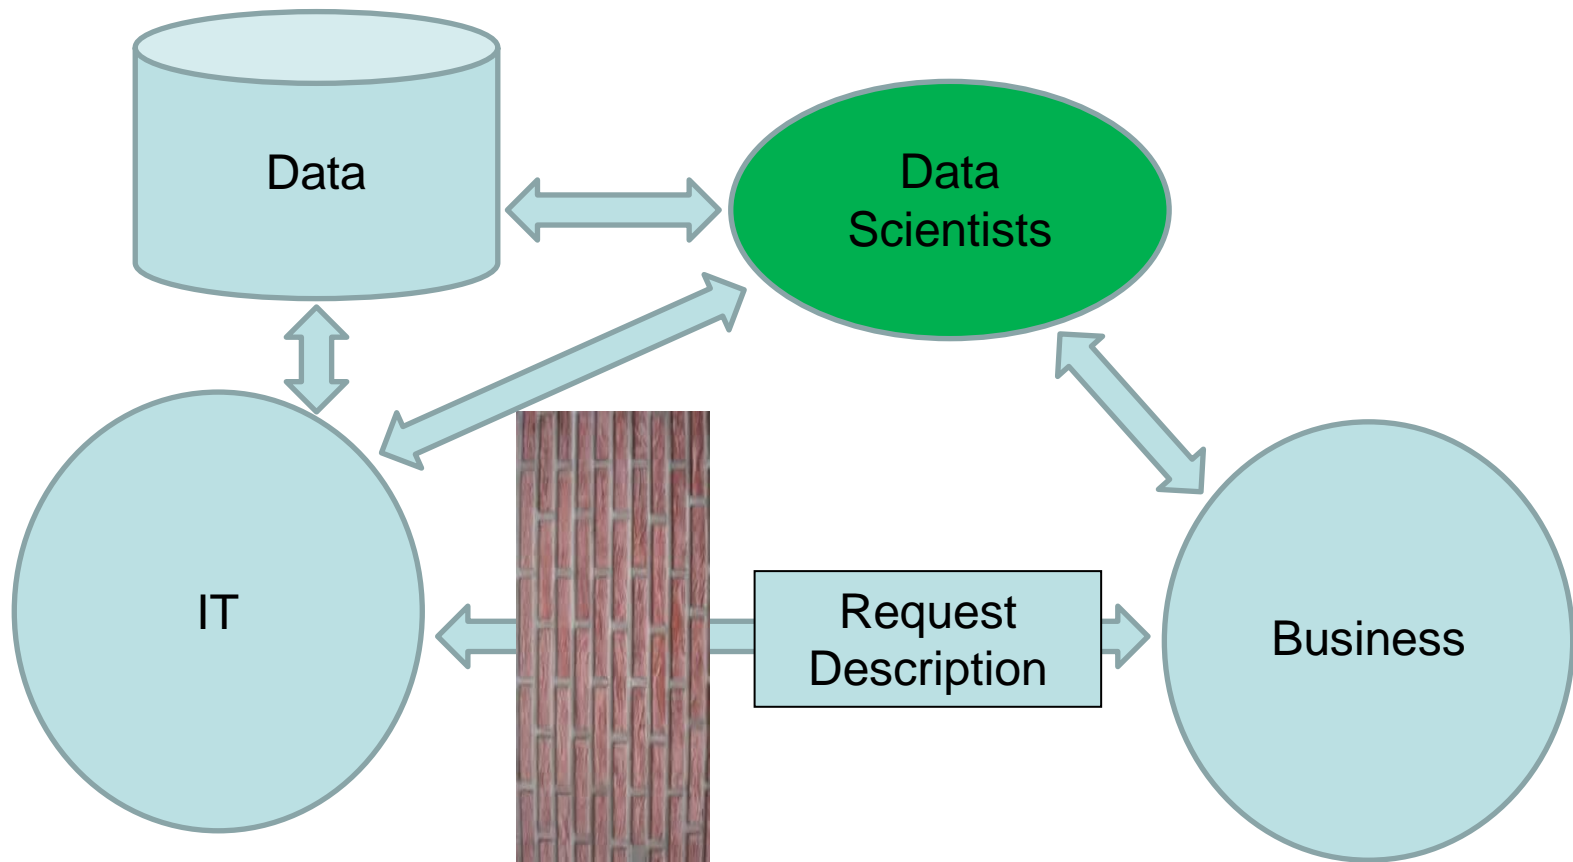 Data
Data
Scientists
IT
Request
Description
Business